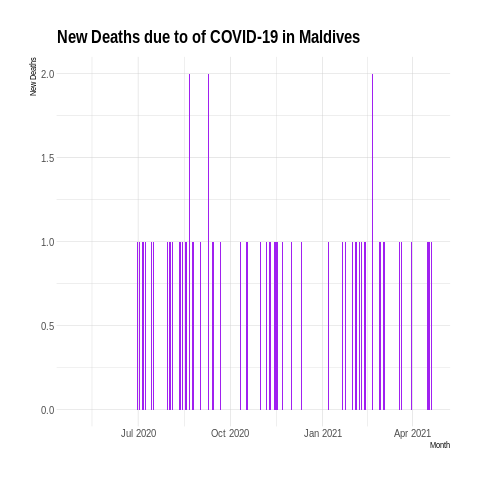 New Deaths due to of COVID-19 in Maldives
New Deaths
2.0
1.5
1.0
0.5
0.0
Jul 2020 Oct 2020 Jan 2021 Apr 2021
Month